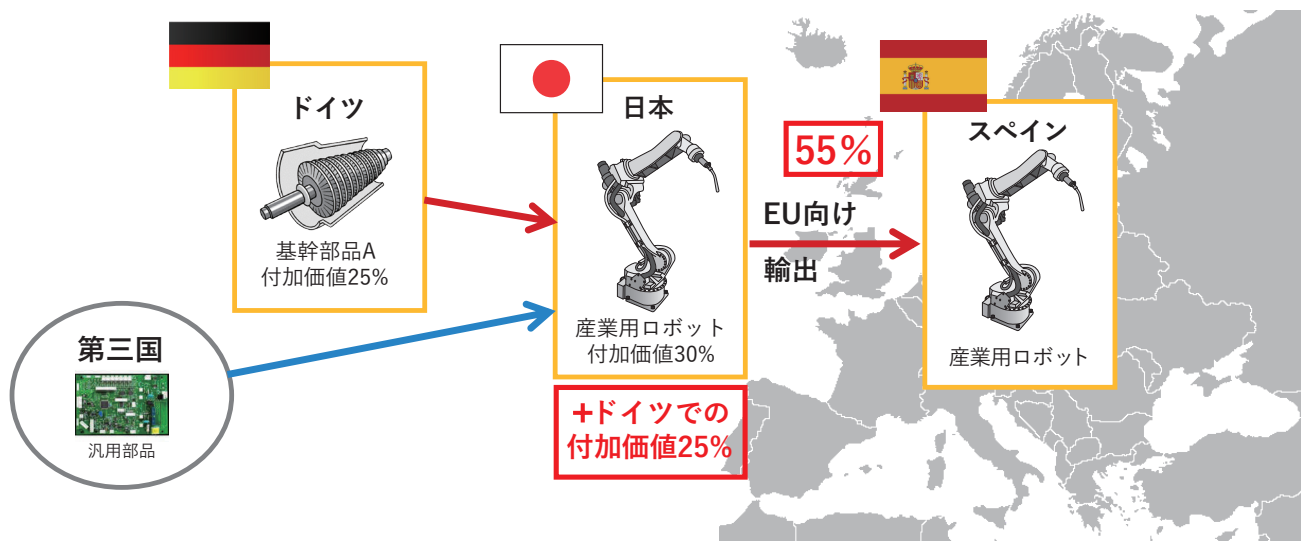 ドイツ
基幹部品A
付加価値25%
第三国
汎用部品
日本
産業用ロボット
付加価値30%
+ドイツでの
付加価値25%
55%
EU向け
輸出
スペイン
産業用ロボット